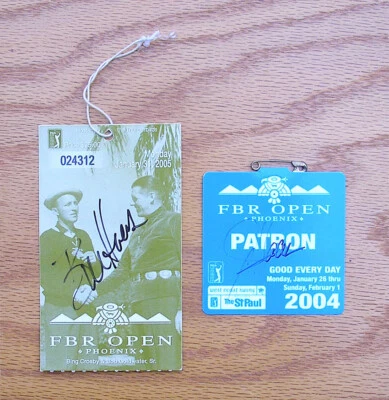 024312
Monday
January 31, 2005
FBR OPEN
PHOENIX
Bing Crosby &
FBR OPEN
PHOENIX
PATRON
GOOD EVERY DAY
Monday, January 26 thru
Sunday, February 1
The St Paul
2004